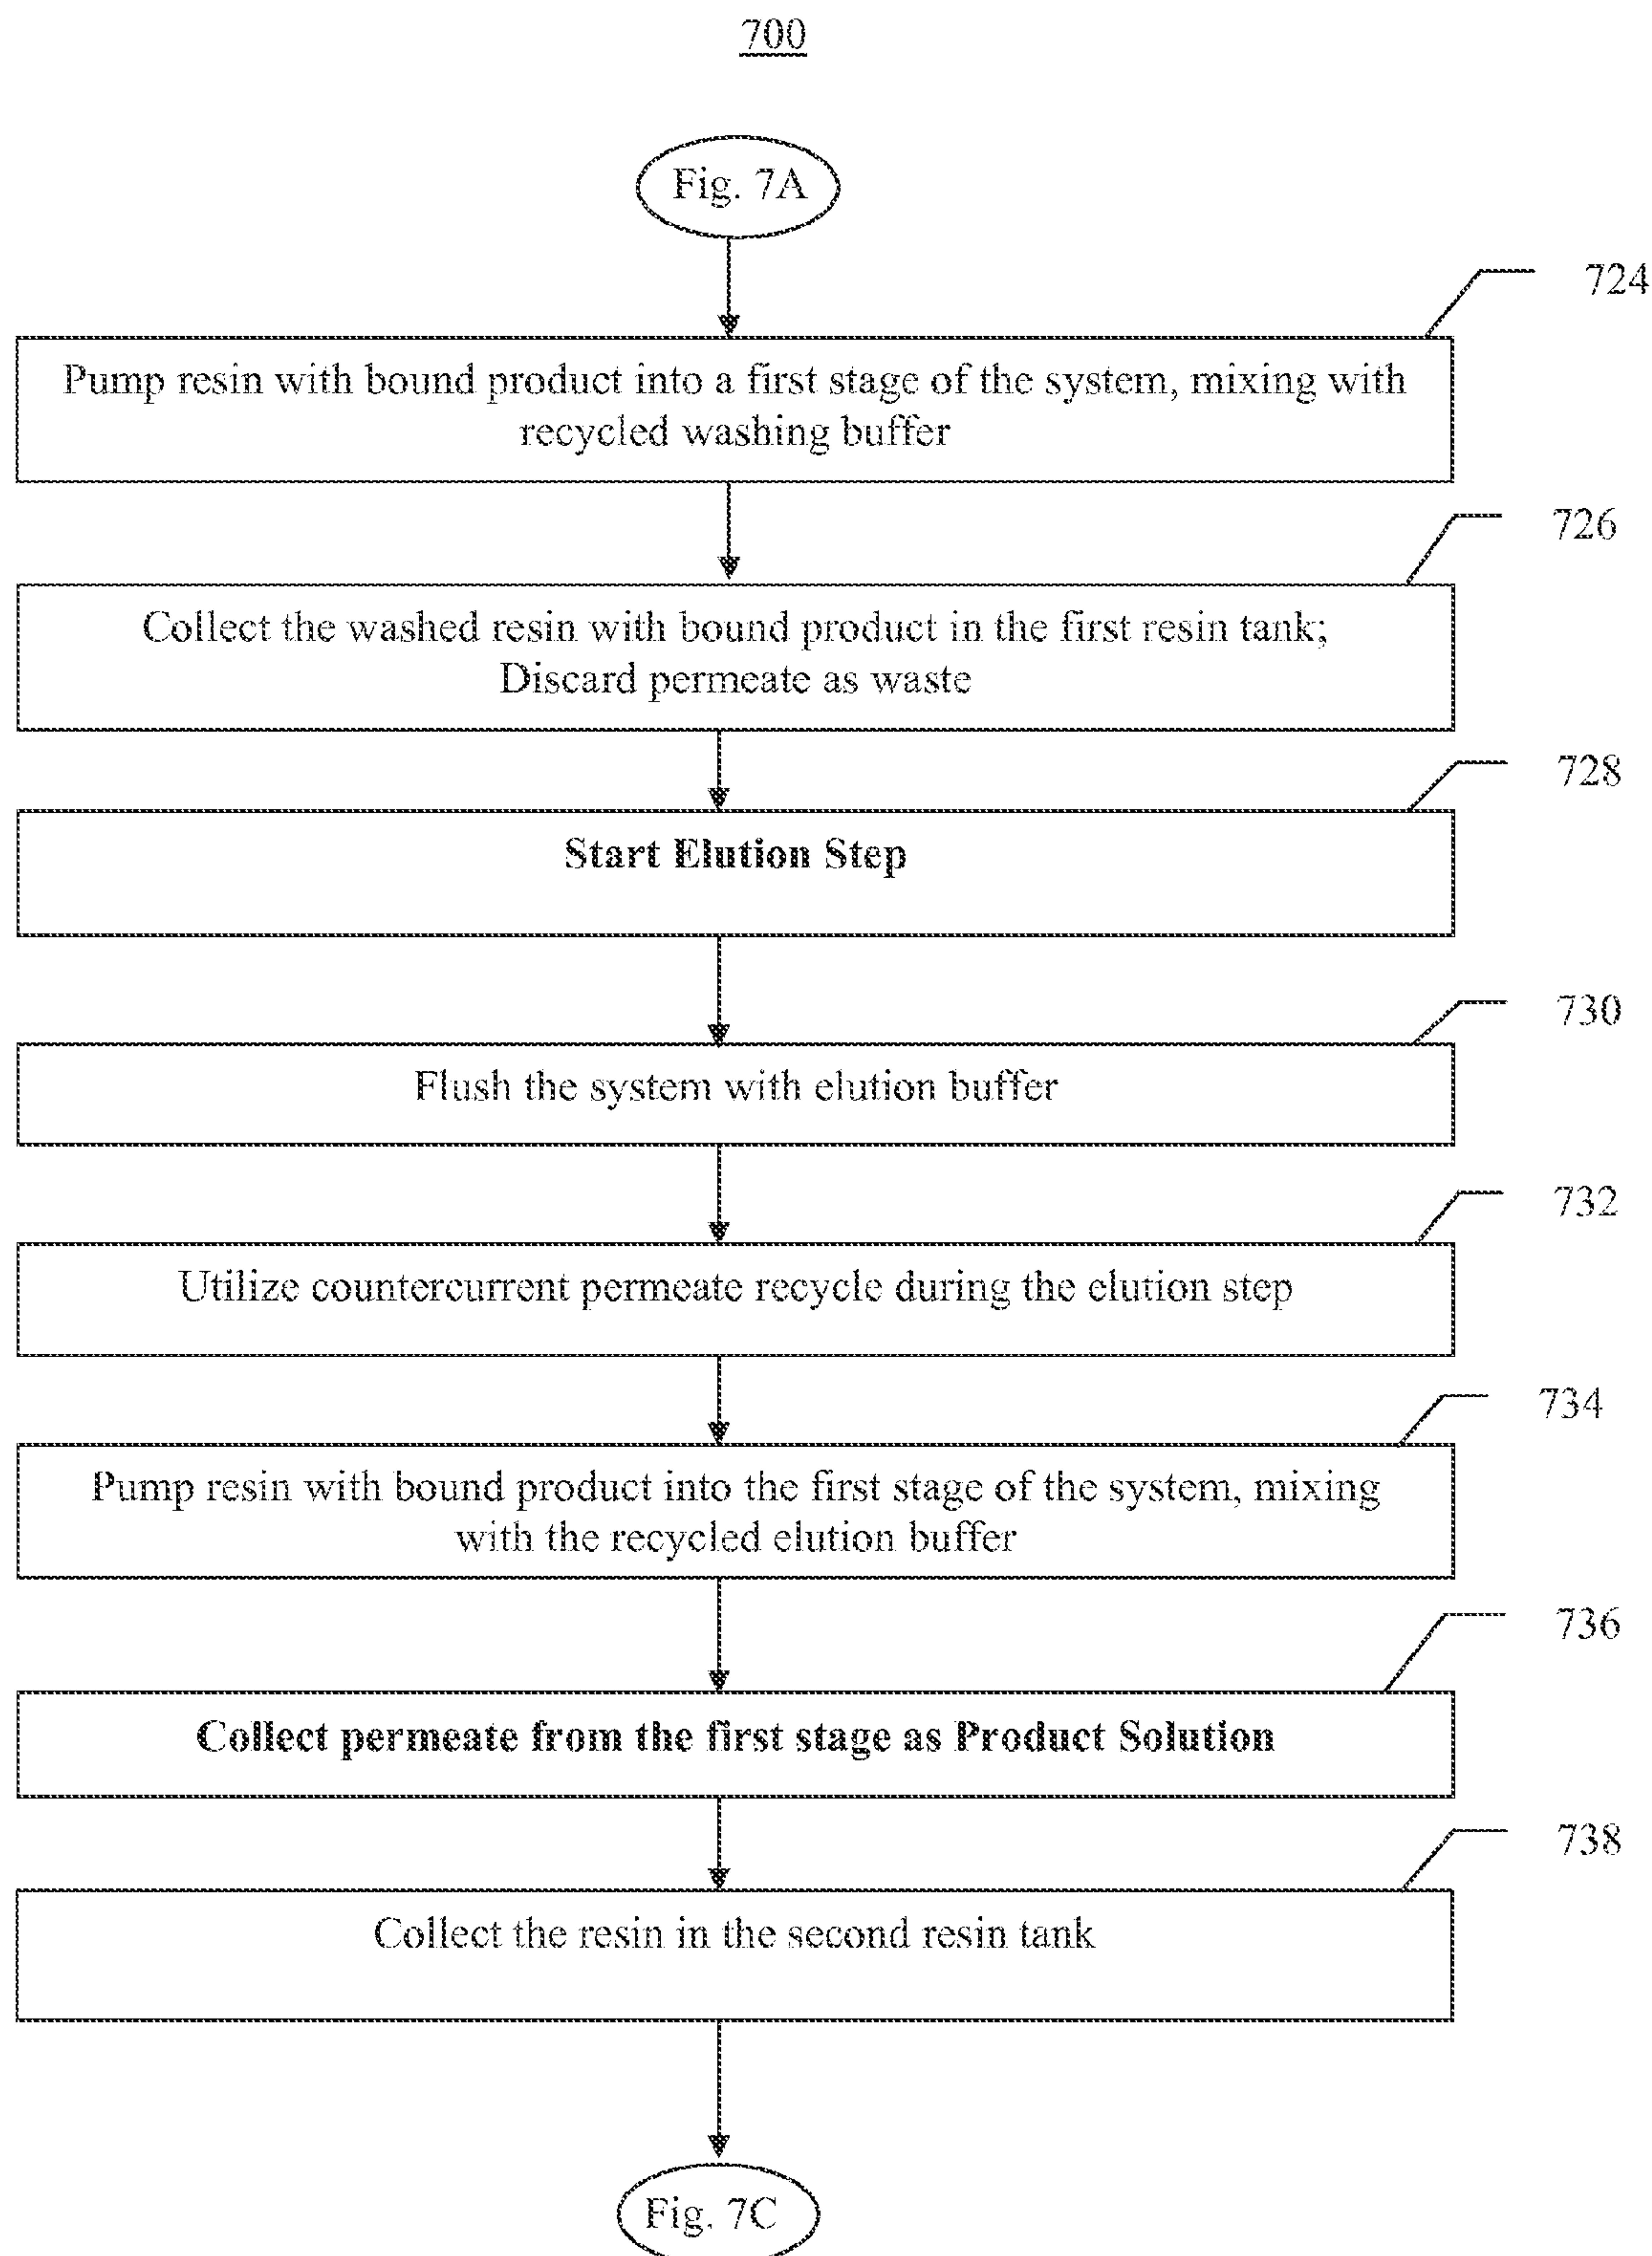 700
Fig. 7A
724
Pump resin with bound product into a first stage of the system, mixing with
recycled washing buffer
726
Collect the washed resin with bound product in the first resin tank;
Discard permeate as waste
728
Start Elution Step
730
Flush the system with elution buffer
732
Utilize countercurrent permeate recycle during the elution step
734
Pump resin with bound product into the first stage of the system, mixing
with the recycled elution buffer
736
Collect permeate from the first stage as Product Solution
738
Collect the resin in the second resin tank
Fig. 7C